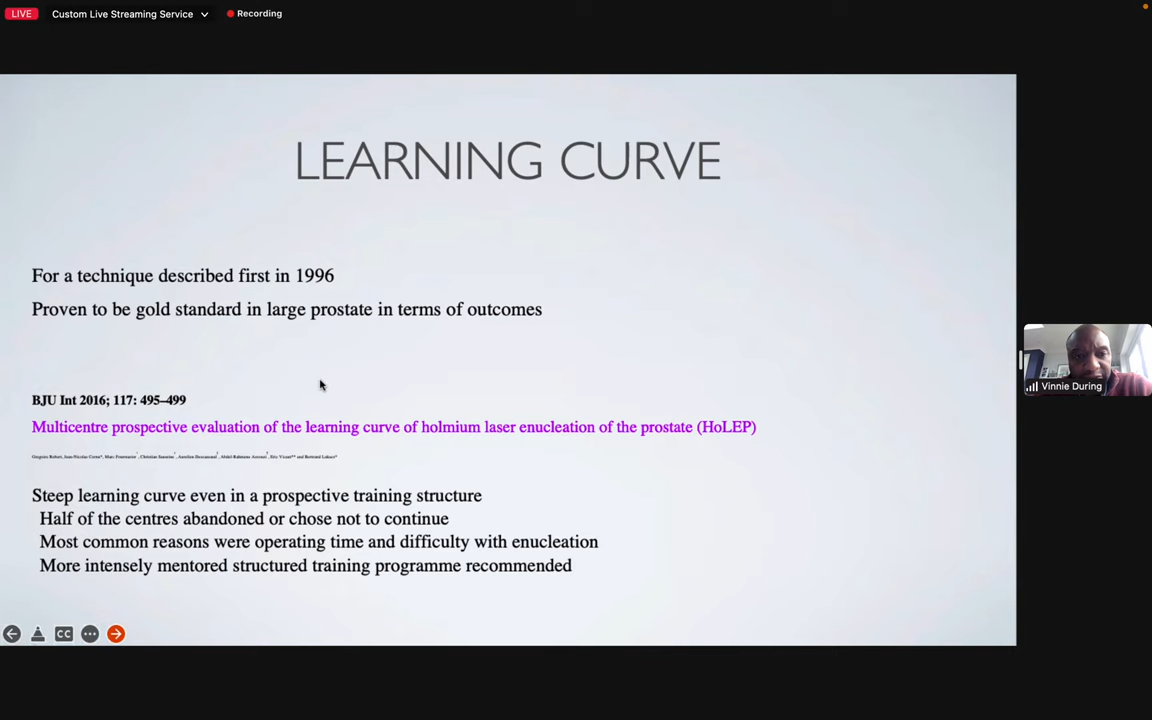 LIVE
Custom Live Streaming Service
Recording
LEARNING CURVE
For a technique described first in 1996
Proven to be gold standard in large prostate in terms of outcomes
BJU Int 2016; 117: 495–499
Multicentre prospective evaluation of the learning curve of holmium laser enucleation of the prostate (HoLEP)
Steep learning curve even in a prospective training structure
Half of the centres abandoned or chose not to continue
Most common reasons were operating time and difficulty with enucleation
More intensely mentored structured training programme recommended
CC
Vinnie During